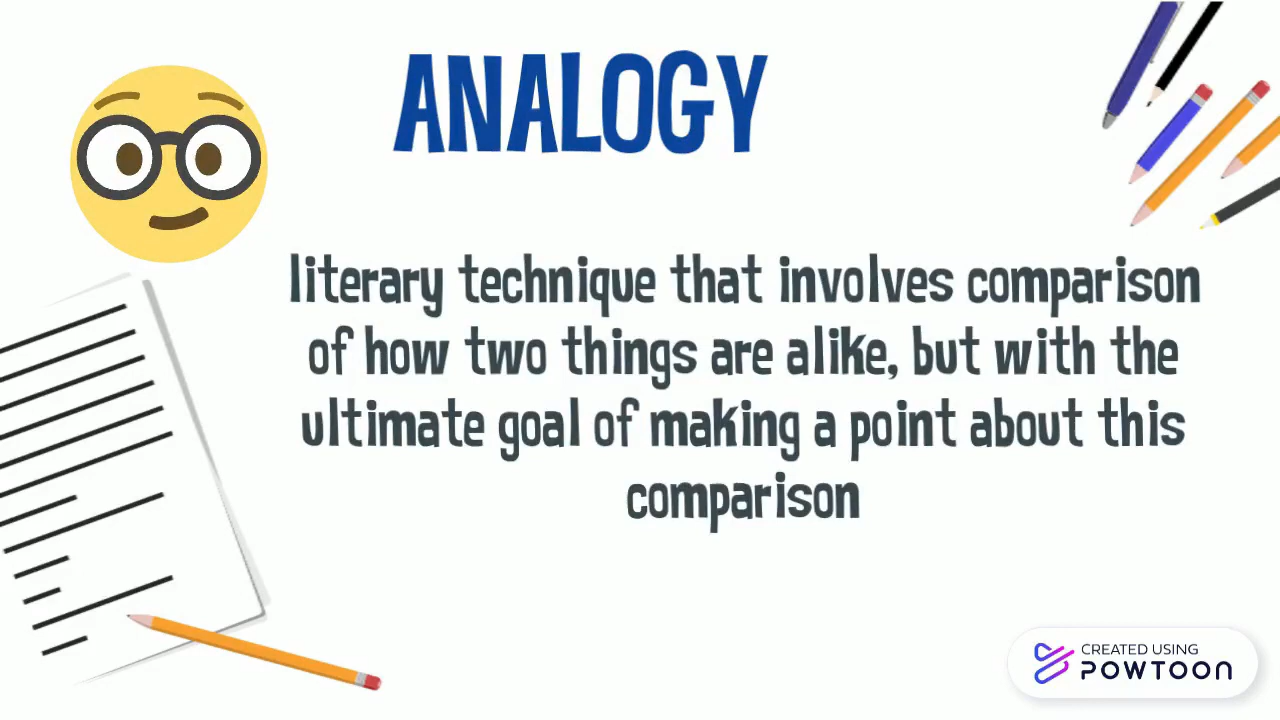 ANALOGY
literary technique that involves comparison
of how two things are alike, but with the
ultimate goal of making a point about this
comparison
CREATED USING
POWTOON